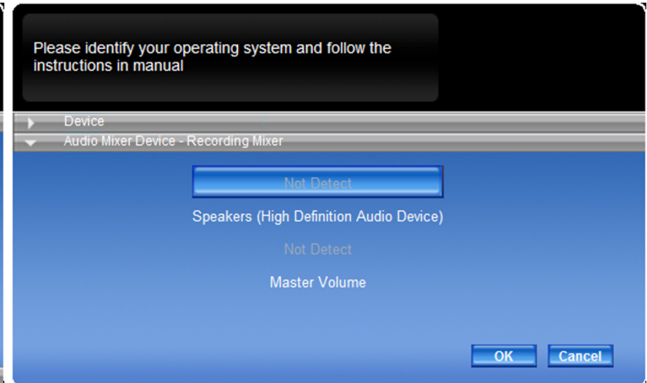 Please identify your operating system and follow the
instructions in manual
Device
Audio Mixer Device - Recording Mixer
Not Detect
Speakers (High Definition Audio Device)
Not Detect
Master Volume
OK Cancel